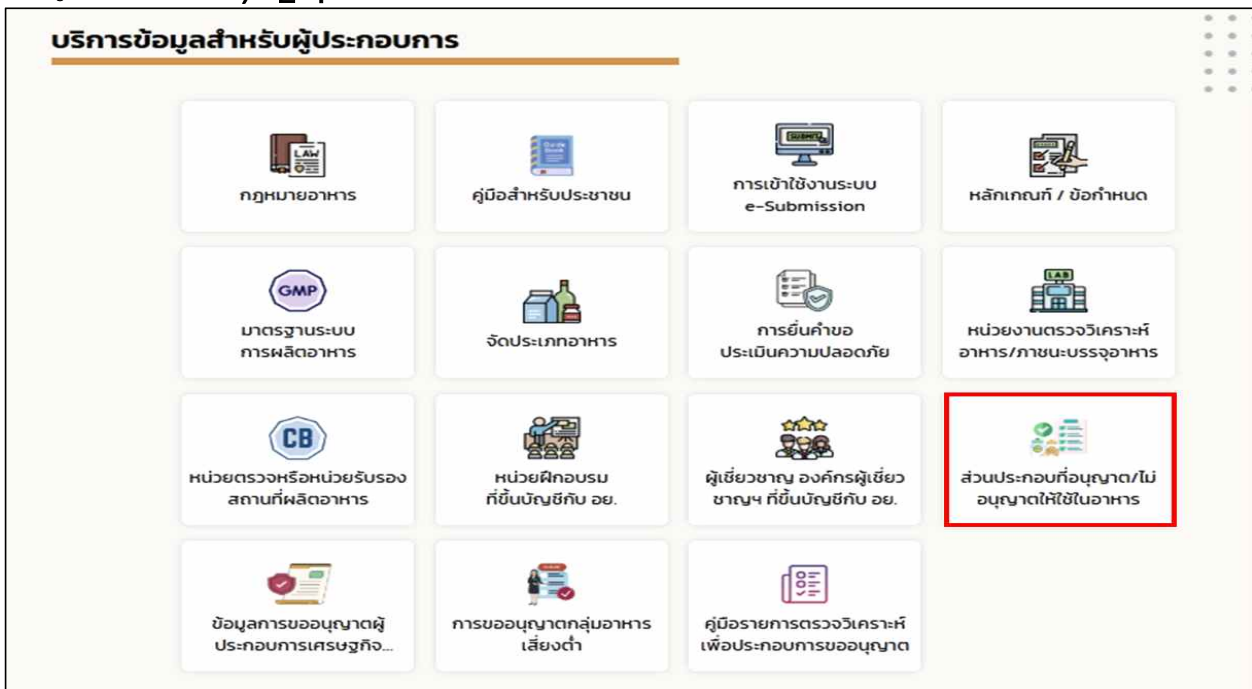 บริการข้อมูลสำหรับผู้ประกอบการ
LAW
กฎหมายอาหาร
Guide
Book
คู่มือสำหรับประชาชน
SUBMIT
การเข้าใช้งานระบบ
e-Submission
หลักเกณฑ์ / ข้อกำหนด
GMP
มาตรฐานระบบ
การผลิตอาหาร
จัดประเภทอาหาร
การยื่นคำขอ
ประเมินความปลอดภัย
LAB
หน่วยงานตรวจวิเคราะห์
อาหาร/ภาชนะบรรจุอาหาร
CB
หน่วยตรวจหรือหน่วยรับรอง
สถานที่ผลิตอาหาร
หน่วยฝึกอบรม
ที่ขึ้นบัญชีกับ อย.
ผู้เชี่ยวชาญ องค์กรผู้เชี่ยว
ชาญฯ ที่ขึ้นบัญชีกับ อย.
ส่วนประกอบที่อนุญาต/ไม่
อนุญาตให้ใช้ในอาหาร
ข้อมูลการขออนุญาตผู้
ประกอบการเศรษฐกิจ...
การขออนุญาตกลุ่มอาหาร
เสี่ยงต่ำ
คู่มือรายการตรวจวิเคราะห์
เพื่อประกอบการขออนุญาต